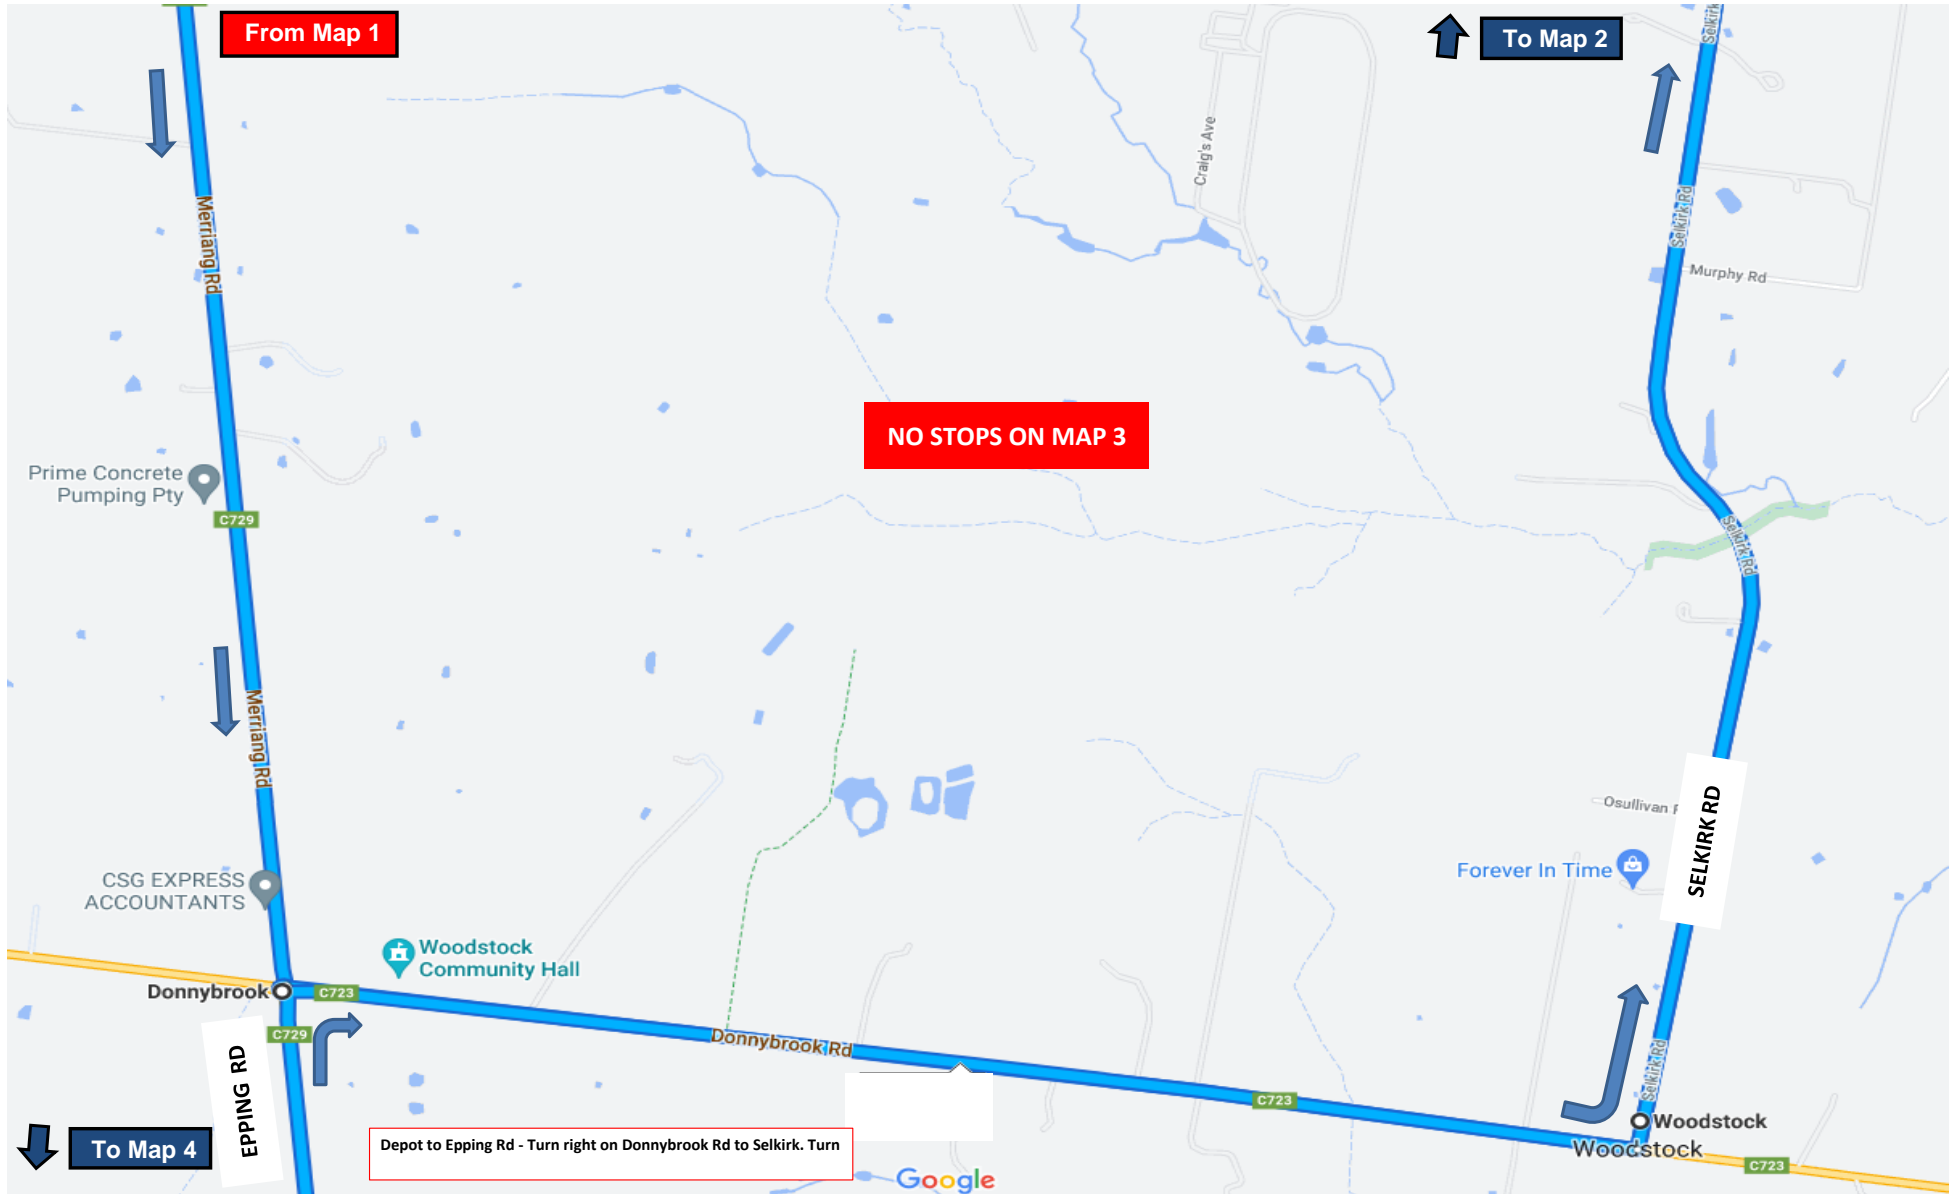 From Map 1
To Map 2
Selkirk
Craig's Ave
Merriang Rd
Selkirk Rd
Murphy Rd
NO STOPS ON MAP 3
Prime Concrete
Pumping Pty
C729
Selkirk Rd
Merriang Rd
Osullivan
SELKIRK RD
Forever In Time
CSG EXPRESS
ACCOUNTANTS
Woodstock
Community Hall
Donnybrook
C723
C729
Donnybrook Rd
EPPING RD
C723
Selkirk Rd
Woodstock
Woodstock
C723
To Map 4
Depot to Epping Rd - Turn right on Donnybrook Rd to Selkirk. Turn
Google